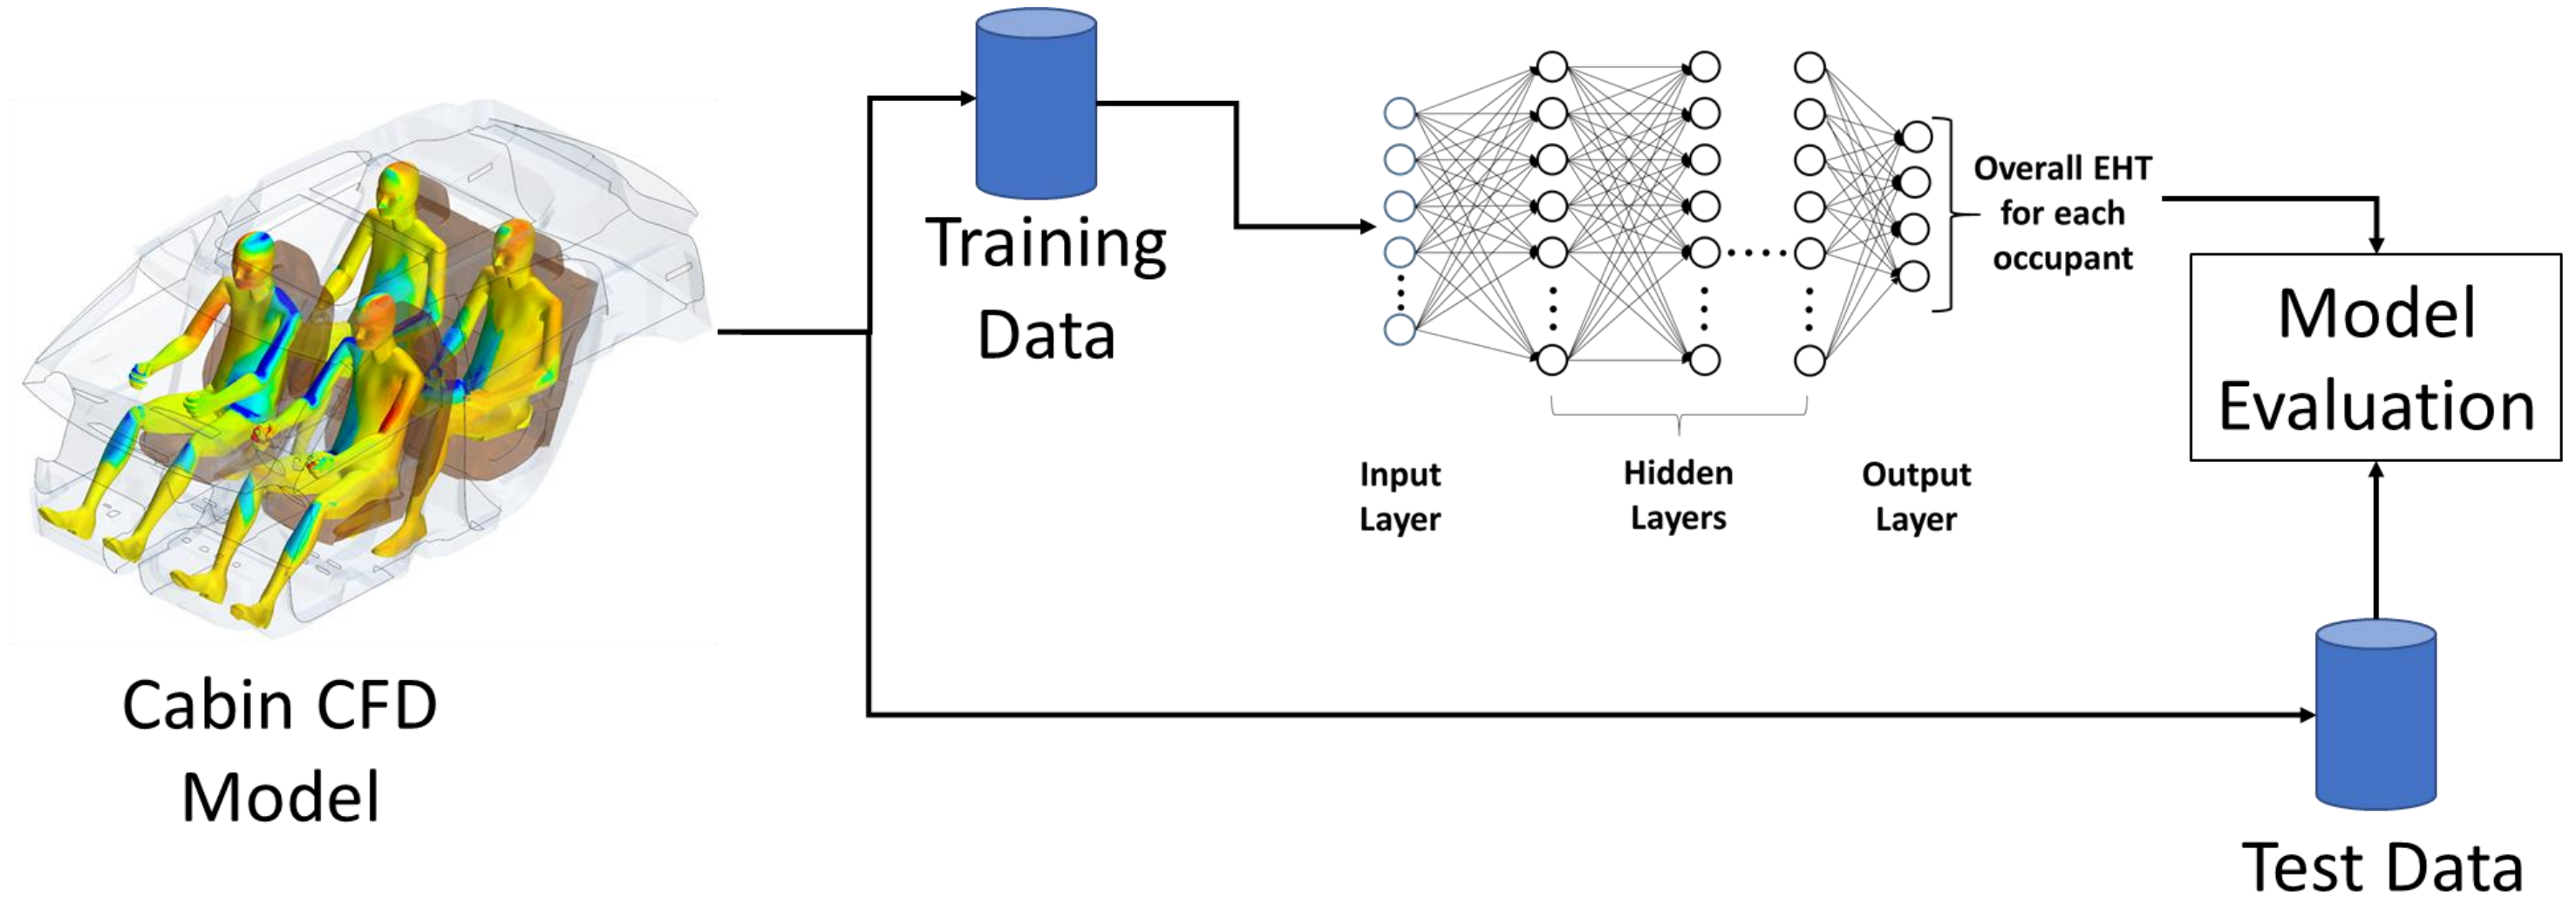 Cabin CFD
Model
Training
Data
Input
Layer
Hidden
Layers
Output
Layer
Overall EHT
for each
occupant
Model
Evaluation
Test Data